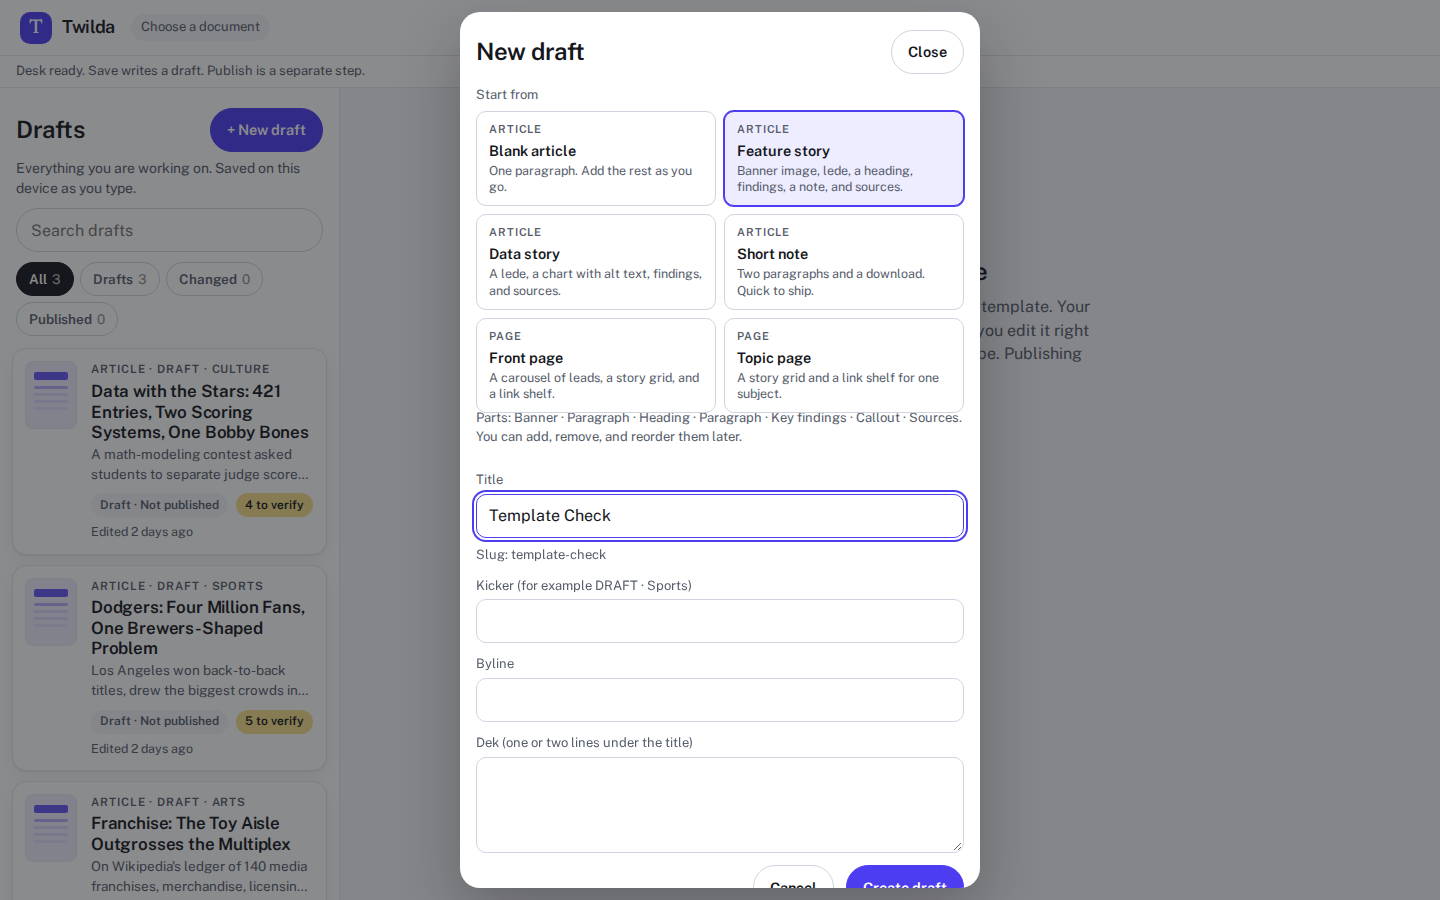 T
Twilda
Choose a document
Desk ready. Save writes a draft. Publish is a separate step.
Drafts
+ New draft
Everything you are working on. Saved on this
device as you type.
Search drafts
All 3
Drafts 3
Changed 0
Published 0
ARTICLE · DRAFT · CULTURE
Data with the Stars: 421
Entries, Two Scoring
Systems, One Bobby Bones
A math-modeling contest asked
students to separate judge score…
Draft · Not published
4 to verify
Edited 2 days ago
ARTICLE · DRAFT · SPORTS
Dodgers: Four Million Fans,
One Brewers-Shaped
Problem
Los Angeles won back-to-back
titles, drew the biggest crowds in…
Draft · Not published
5 to verify
Edited 2 days ago
ARTICLE · DRAFT · ARTS
Franchise: The Toy Aisle
Outgrosses the Multiplex
On Wikipedia's ledger of 140 media
franchises, merchandise, licensin…
New draft
Close
Start from
ARTICLE
Blank article
One paragraph. Add the rest as you
go.
ARTICLE
Feature story
Banner image, lede, a heading,
findings, a note, and sources.
ARTICLE
Data story
A lede, a chart with alt text, findings,
and sources.
ARTICLE
Short note
Two paragraphs and a download.
Quick to ship.
PAGE
Front page
A carousel of leads, a story grid, and
a link shelf.
PAGE
Topic page
A story grid and a link shelf for one
subject.
Parts: Banner · Paragraph · Heading · Paragraph · Key findings · Callout · Sources.
You can add, remove, and reorder them later.
Title
Template Check
Slug: template-check
Kicker (for example DRAFT · Sports)
Byline
Dek (one or two lines under the title)
Cancel
Create draft
template. Your
you edit it right
Publishing